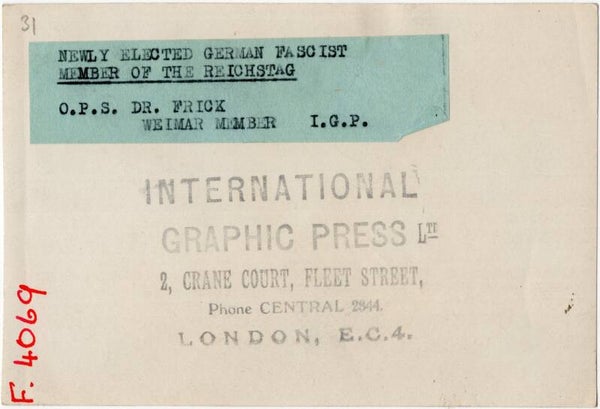 31
NEWLY ELECTED GERMAN FASCIST
MEMBER OF THE REICHSTAG
O.P.S. DR. FRICK
WEIMAR MEMBER I.G.P.
INTERNATIONAL
GRAPHIC PRESS LTD
2, CRANE COURT, FLEET STREET,
Phone CENTRAL 2844.
LONDON, E.C.4.
F. 4069